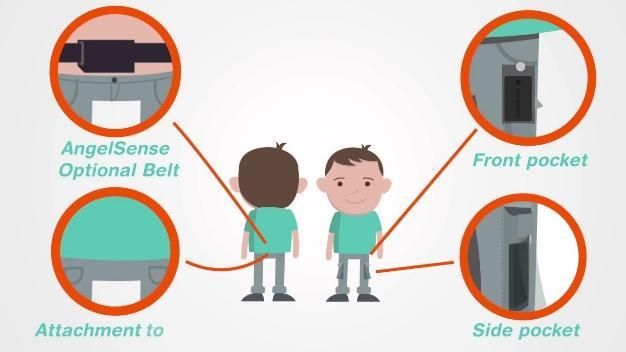 AngelSense
Optional Belt
Front pocket
Attachment to
Side pocket